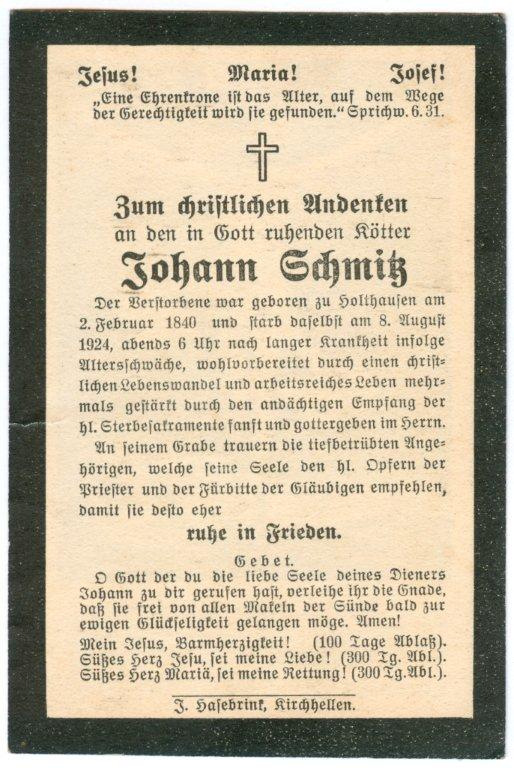 Jesus! Maria! Josef!
„Eine Ehrenkrone ist das Alter, auf dem Wege
der Gerechtigkeit wird sie gefunden.“ Sprichw. 6.31.
Zum christlichen Andenken
an den in Gott ruhenden Kötter
Johann Schmitz
Der Verstorbene war geboren zu Holthausen am
2. Februar 1840 und starb daselbst am 8. August
1924, abends 6 Uhr nach langer Krankheit infolge
Altersschwäche, wohlvorbereitet durch einen christ-
lichen Lebenswandel und arbeitsreiches Leben mehr-
mals gestärkt durch den andächtigen Empfang der
hl. Sterbesakramente sanft und gottergeben im Herrn.
An seinem Grabe trauern die tiefbetrübten Ange-
hörigen, welche seine Seele den hl. Opfern der
Priester und der Fürbitte der Gläubigen empfehlen,
damit sie desto eher
ruhe in Frieden.
Gebet.
O Gott der du die liebe Seele deines Dieners
Johann zu dir gerufen hast, verleihe ihr die Gnade,
daß sie frei von allen Makeln der Sünde bald zur
ewigen Glückseligkeit gelangen möge. Amen!
Mein Jesus, Barmherzigkeit! (100 Tage Ablaß).
Süßes Herz Jesu, sei meine Liebe! (300 Tg. Abl.).
Süßes Herz Mariä, sei meine Rettung! (300 Tg. Abl.).
J. Hasebrink, Kirchhellen.